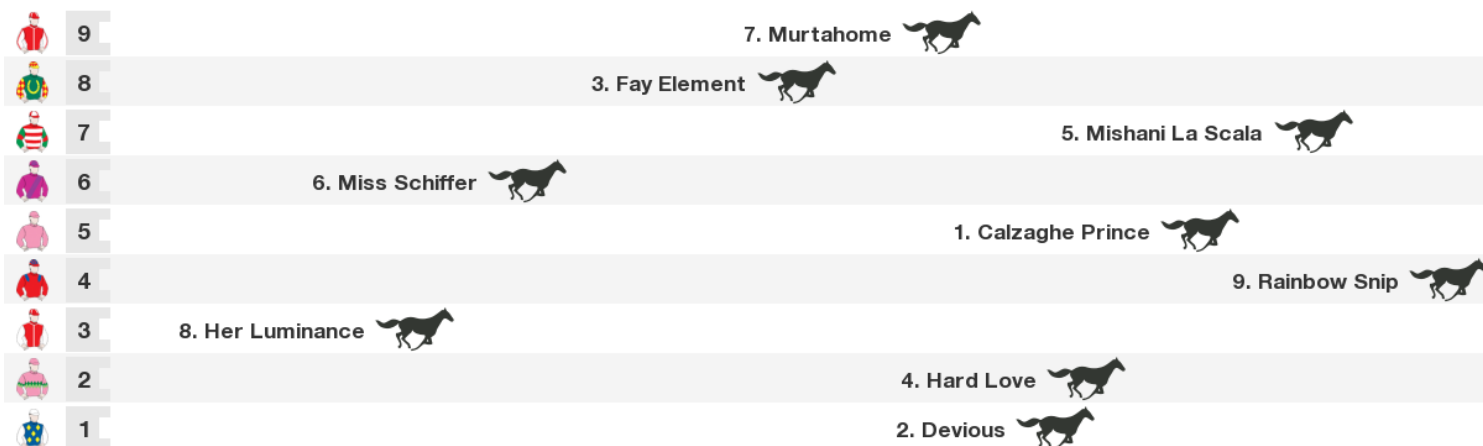 9 7. Murtahome
8 3. Fay Element
7 5. Mishani La Scala
6 6. Miss Schiffer
5 1. Calzaghe Prince
4 9. Rainbow Snip
3 8. Her Luminance
2 4. Hard Love
1 2. Devious